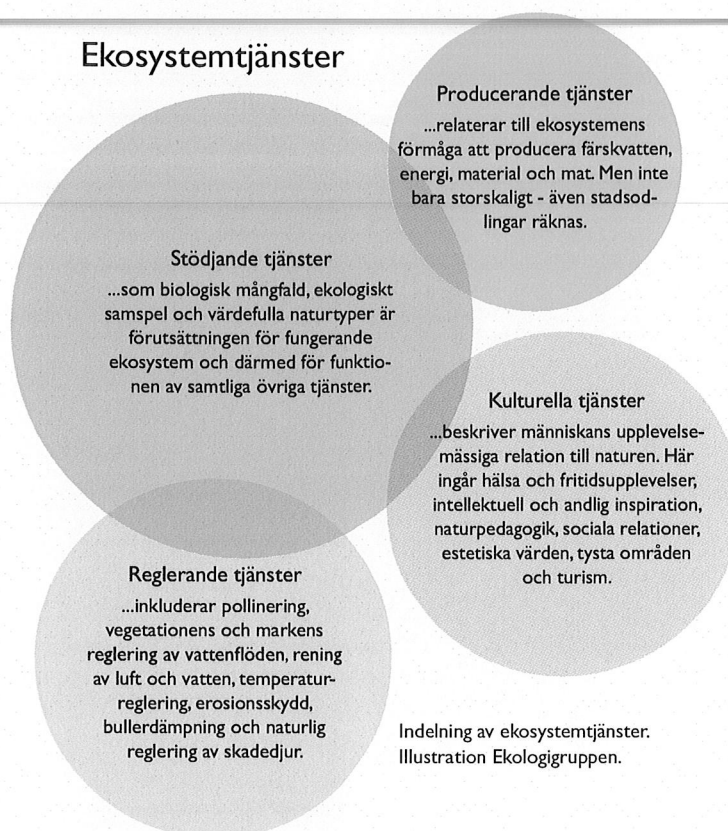 Ekosystemtjänster
Producerande tjänster
...relaterar till ekosystemens
förmåga att producera färskvatten,
energi, material och mat. Men inte
bara storskaligt - även stadsod-
lingar räknas.
Stödjande tjänster
...som biologisk mångfald, ekologiskt
samspel och värdefulla naturtyper är
förutsättningen för fungerande
ekosystem och därmed för funktio-
nen av samtliga övriga tjänster.
Kulturella tjänster
...beskriver människans upplevelse-
mässiga relation till naturen. Här
ingår hälsa och fritidsupplevelser,
intellektuell och andlig inspiration,
naturpedagogik, sociala relationer,
estetiska värden, tysta områden
och turism.
Reglerande tjänster
...inkluderar pollinering,
vegetationens och markens
reglering av vattenflöden, rening
av luft och vatten, temperatur-
reglering, erosionsskydd,
bullerdämpning och naturlig
reglering av skadedjur.
Indelning av ekosystemtjänster.
Illustration Ekologigruppen.